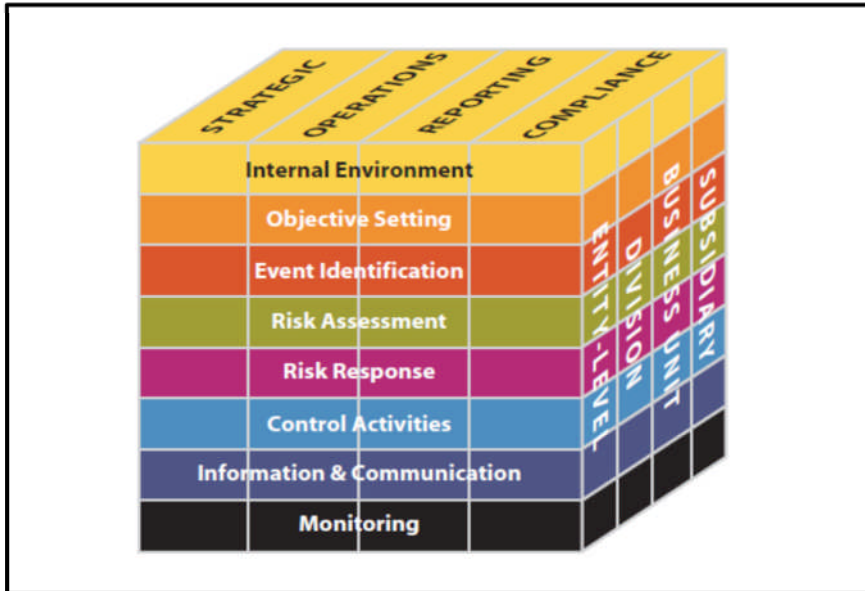 STRATEGIC
OPERATIONS
REPORTING
COMPLIANCE
Internal Environment
Objective Setting
Event Identification
Risk Assessment
Risk Response
Control Activities
Information & Communication
Monitoring
ENTITY-LEVEL
DIVISION
BUSINESS UNIT
SUBSIDIARY